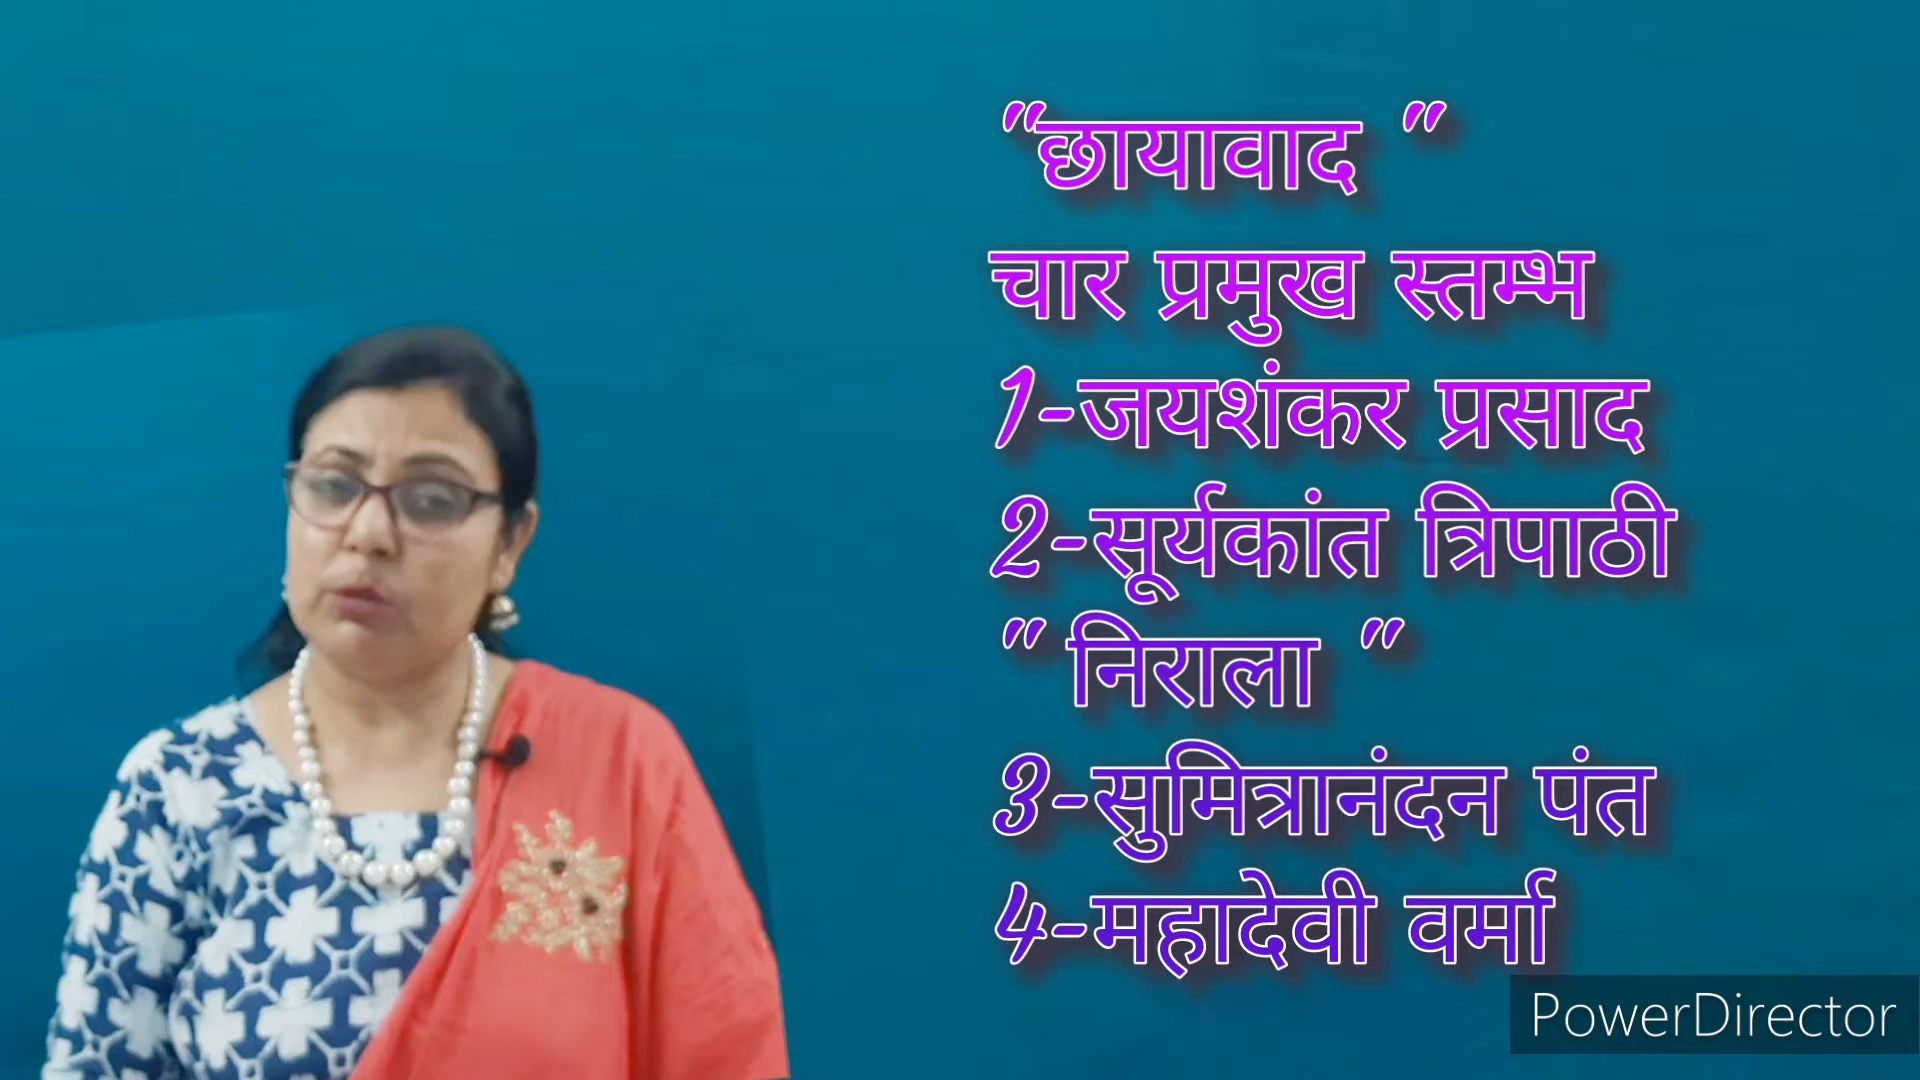 "छायावाद "
चार प्रमुख स्तम्भ
1-जयशंकर प्रसाद
2-सूर्यकांत त्रिपाठी
" निराला "
3-सुमित्रानंदन पंत
4-महादेवी वर्मा
PowerDirector